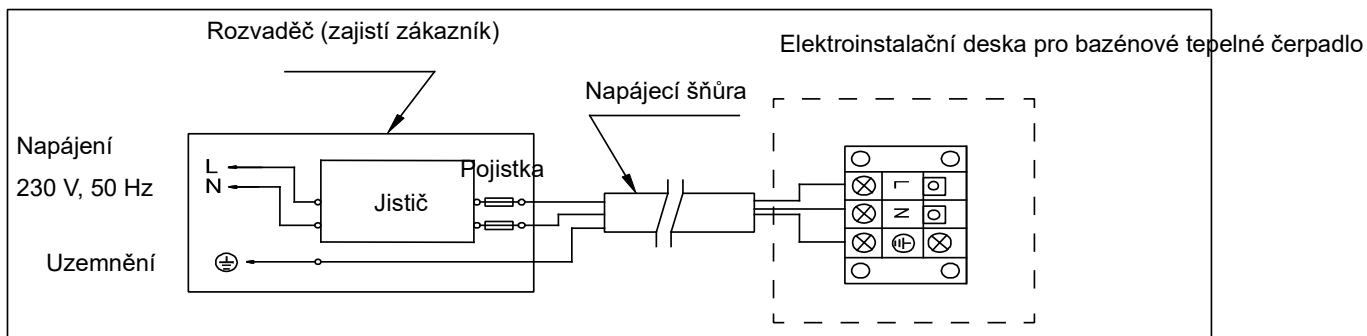 Rozvaděč (zajistí zákazník)
Elektroinstalační deska pro bazénové tepelné čerpadlo
Napájecí šňůra
Napájení
230 V, 50 Hz
L
N
Pojistka
Jistič
Uzemnění
L
N